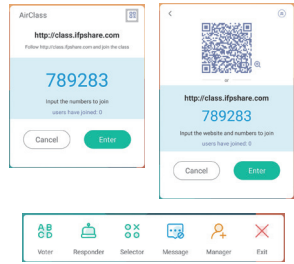 AirClass
http://class.ifpshare.com
Follow http://class.ifpshare.com and join the class
789283
Input the numbers to join
users have joined: 0
Cancel
Enter
or
http://class.ifpshare.com
789283
Input the website and numbers to join
users have joined: 0
Cancel
Enter
AB
CD
Voter
Responder
Selector
Message
Manager
Exit